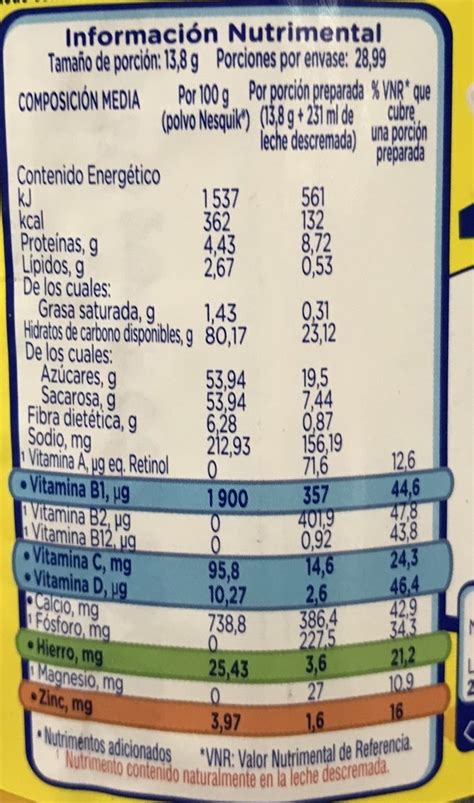 Información Nutrimental
Tamaño de porción: 13,8 g Porciones por envase: 28,99
COMPOSICIÓN MEDIA Por 100 g (polvo Nesquik®) Por porción preparada (13,8 g + 231 ml de leche descremada) % VNR* que cubre una porción preparada
Contenido Energético
kJ 1 537 561
kcal 362 132
Proteínas, g 4,43 8,72
Lípidos, g 2,67 0,53
De los cuales:
Grasa saturada, g 1,43 0,31
Hidratos de carbono disponibles, g 80,17 23,12
De los cuales:
Azúcares, g 53,94 19,5
Sacarosa, g 53,94 7,44
Fibra dietética, g 6,28 0,87
Sodio, mg 212,93 156,19
¹ Vitamina A, µg eq. Retinol 0 71,6 12,6
• Vitamina B1, µg 1 900 357 44,6
¹ Vitamina B2, µg 0 401,9 47,8
¹ Vitamina B12, µg 0 0,92 43,8
• Vitamina C, mg 95,8 14,6 24,3
• Vitamina D, µg 10,27 2,6 46,4
• Calcio, mg 738,8 386,4 42,9
¹ Fósforo, mg 0 227,5 34,3
• Hierro, mg 25,43 3,6 21,2
¹ Magnesio, mg 0 27 10.9
• Zinc, mg 3,97 1,6 16
• Nutrimentos adicionados *VNR: Valor Nutrimental de Referencia.
¹ Nutrimento contenido naturalmente en la leche descremada.